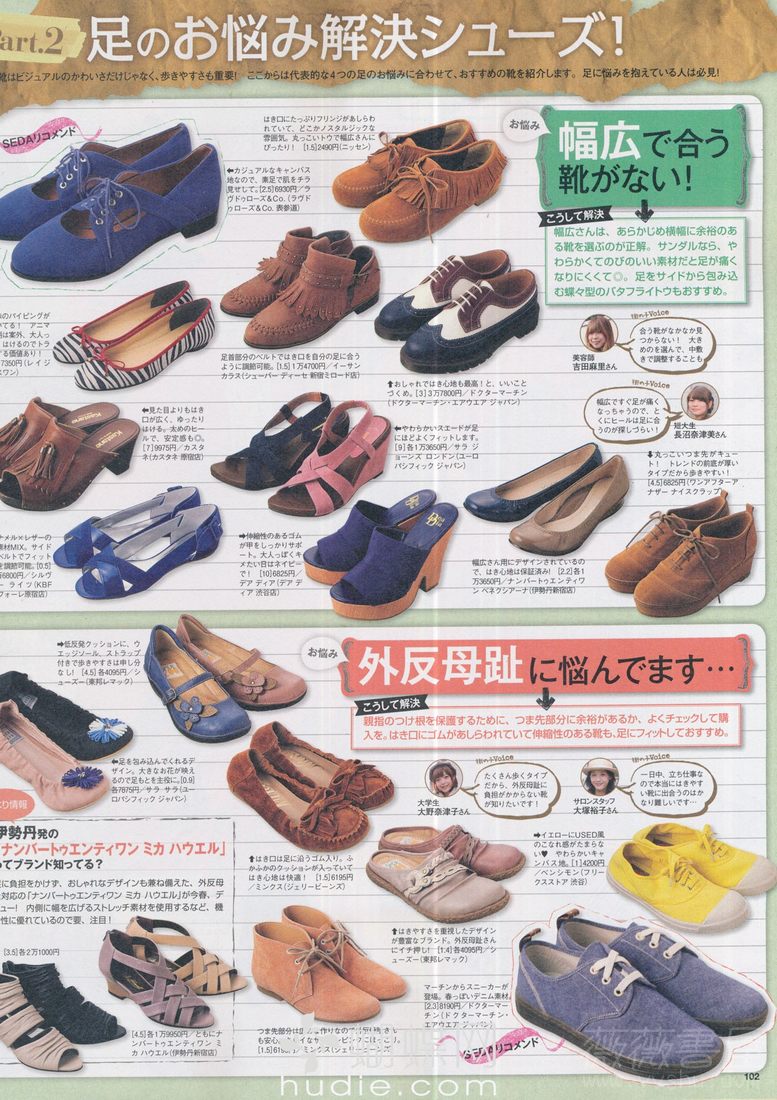 Part.2 足のお悩み解決シューズ!
靴はビジュアルのかわいさだけじゃなく、歩きやすさも重要! ここからは代表的な4つの足のお悩みに合わせて、おすすめの靴を紹介します。足に悩みを抱えている人は必見!
SEDAリコメンド
はき口にたっぷりフリンジがあしらわ
れていて、どこかノスタルジックな
雰囲気。丸っこいトウで幅広さんに
ぴったり! [1.5]2490円(ニッセン)
←カジュアルなキャンバス
地なので、素足で肌をチラ
見せして。[2.5]6930円/ラ
ヴドゥローズ&Co.(ラヴド
ゥローズ&Co. 表参道)
お悩み
幅広で合う
靴がない!
こうして解決
幅広さんは、あらかじめ横幅に余裕のあ
る靴を選ぶのが正解。サンダルなら、や
わらかくてのびのいい素材だと足が痛く
なりにくくて◎。足をサイドから包み込
む蝶々型のバタフライトウもおすすめ。
のパイピングが
てる! アニマ
別は案外、大人っ
はけるのでトラ
する価値あり!
7350円(レイジ
スワン)
足首部分のベルトではき口を自分の足に合う
ように調節可能。[1.5]1万4700円/イーサン
カラス(シューバー ディーセ 新宿ミロード店)
⬆おしゃれではき心地も最高!と、いいこと
づくめ。[3]3万7800円/ドクターマーチン
(ドクターマーチン・エアウエア ジャパン)
合う靴がなかなか見
つからない! 大き
めのを選んで、中敷
きで調整することも
美容師
吉田麻里さん
幅広ですぐ足が痛く
なっちゃうので、と
くにヒールは足に合
うのが探しづらい!
短大生
長沼奈津美さん
←見た目よりもはき
口が広く、ゆったり
はける。太めのヒー
ルで、安定感も◎。
[7]9975円/カスタ
ネ(カスタネ 原宿店)
←やわらかいスエードが足
にほどよくフィットします。
[9]各1万3650円/サラ ジ
ョーンズ ロンドン(ユーロ
パシフィック ジャパン)
⬇丸っこいつま先がキュー
ト! トレンドの前底が厚い
タイプだから歩きやすい!
[4.5]6825円(ワンアフターア
ナザー ナイスクラップ)
ナメル×レザーの
素材MIX。サイド
ベルトでフィット
を調節可能。[0.5]
万6800円/シルヴ
ー ライツ(KBF
フォーレ原宿店)
→伸縮性のあるゴム
が甲をしっかりサポ
ート。大人っぽくキ
メたい日はネイビー
で! [10]6825円/
デア ディア(デア
ディア 渋谷店)
幅広さん用にデザインされているの
で、はき心地は保証済み! [2.2]各1
万3650円/ナンバートゥエンティワ
ン ベネクシアーナ(伊勢丹新宿店)
→低反発クッションに、ウ
エッジソール、ストラップ
付きで歩きやすさは申し分
なし! [4.5]各4095円/シ
ューズー(東邦レマック)
お悩み
外反母趾に悩んでます…
こうして解決
親指のつけ根を保護するために、つま先部分に余裕があるか、よくチェックして購
入を。はき口にゴムがあしらわれていて伸縮性のある靴も、足にフィットしておすすめ。
←足を包み込んでくれるデ
ザイン。大きなお花が映え
るので足もとを主役に。[0.9]
各7875円/サラ サラ(ユー
ロパシフィック ジャパン)
大学生
大野奈津子さん
たくさん歩くタイプ
だから、外反母趾に
負担がかからない靴
が知りたいです!
サロンスタッフ
大塚裕子さん
一日中、立ち仕事な
ので本当にはきやす
い靴に出会うのはか
なり難しいです…
情報
伊勢丹発の
「ナンバートゥエンティワン ミカ ハウエル」
ってブランド知ってる?
足に負担をかけず、おしゃれなデザインも兼ね備えた、外反母
対応の「ナンバートゥエンティワン ミカ ハウエル」が今春、デ
ュー! 内側に幅を広げるストレッチ素材を使用するなど、機
性に優れているので要、注目!
[3.5]各2万1000円
[4.5]各1万9950円/ともにナ
ンバートゥエンティワン ミ
カ ハウエル(伊勢丹新宿店)
⬆はき口は足に沿うゴム入り。ふ
かふかのクッションが入っていて
はき心地は快適! [1.5]6195円
/ミンクス(ジェリービーンズ)
→イエローにUSED風
のこなれ感がたまらな
い♥ やわらかいキャ
ンバス地。[1]4200円
/ベンシモン(フリー
クスストア 渋谷)
⬆はきやすさを重視したデザイン
が豊富なブランド。外反母趾さん
にイチ押し! [1.4]各4095円/シ
ューズー(東邦レマック)
マーチンからスニーカーが
登場。春っぽいデニム素材。
[2.3]8190円/ドクターマー
チン(ドクターマーチン・
エアウエア ジャパン)
SEDAリコメンド
つま先部分は
[1.5]
ミンクス(ジェリービーンズ)
hudie.com
102